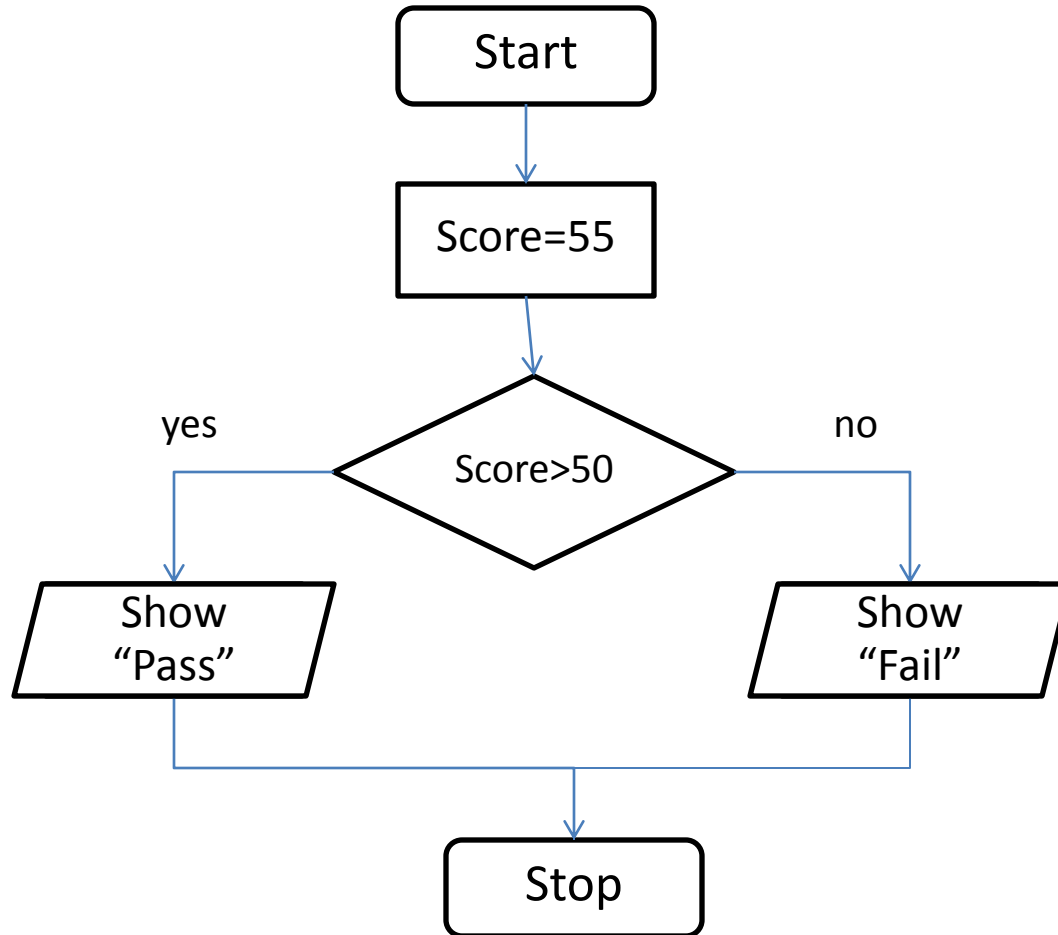 Start
Score=55
yes
no
Score>50
Show
“Pass”
Show
“Fail”
Stop